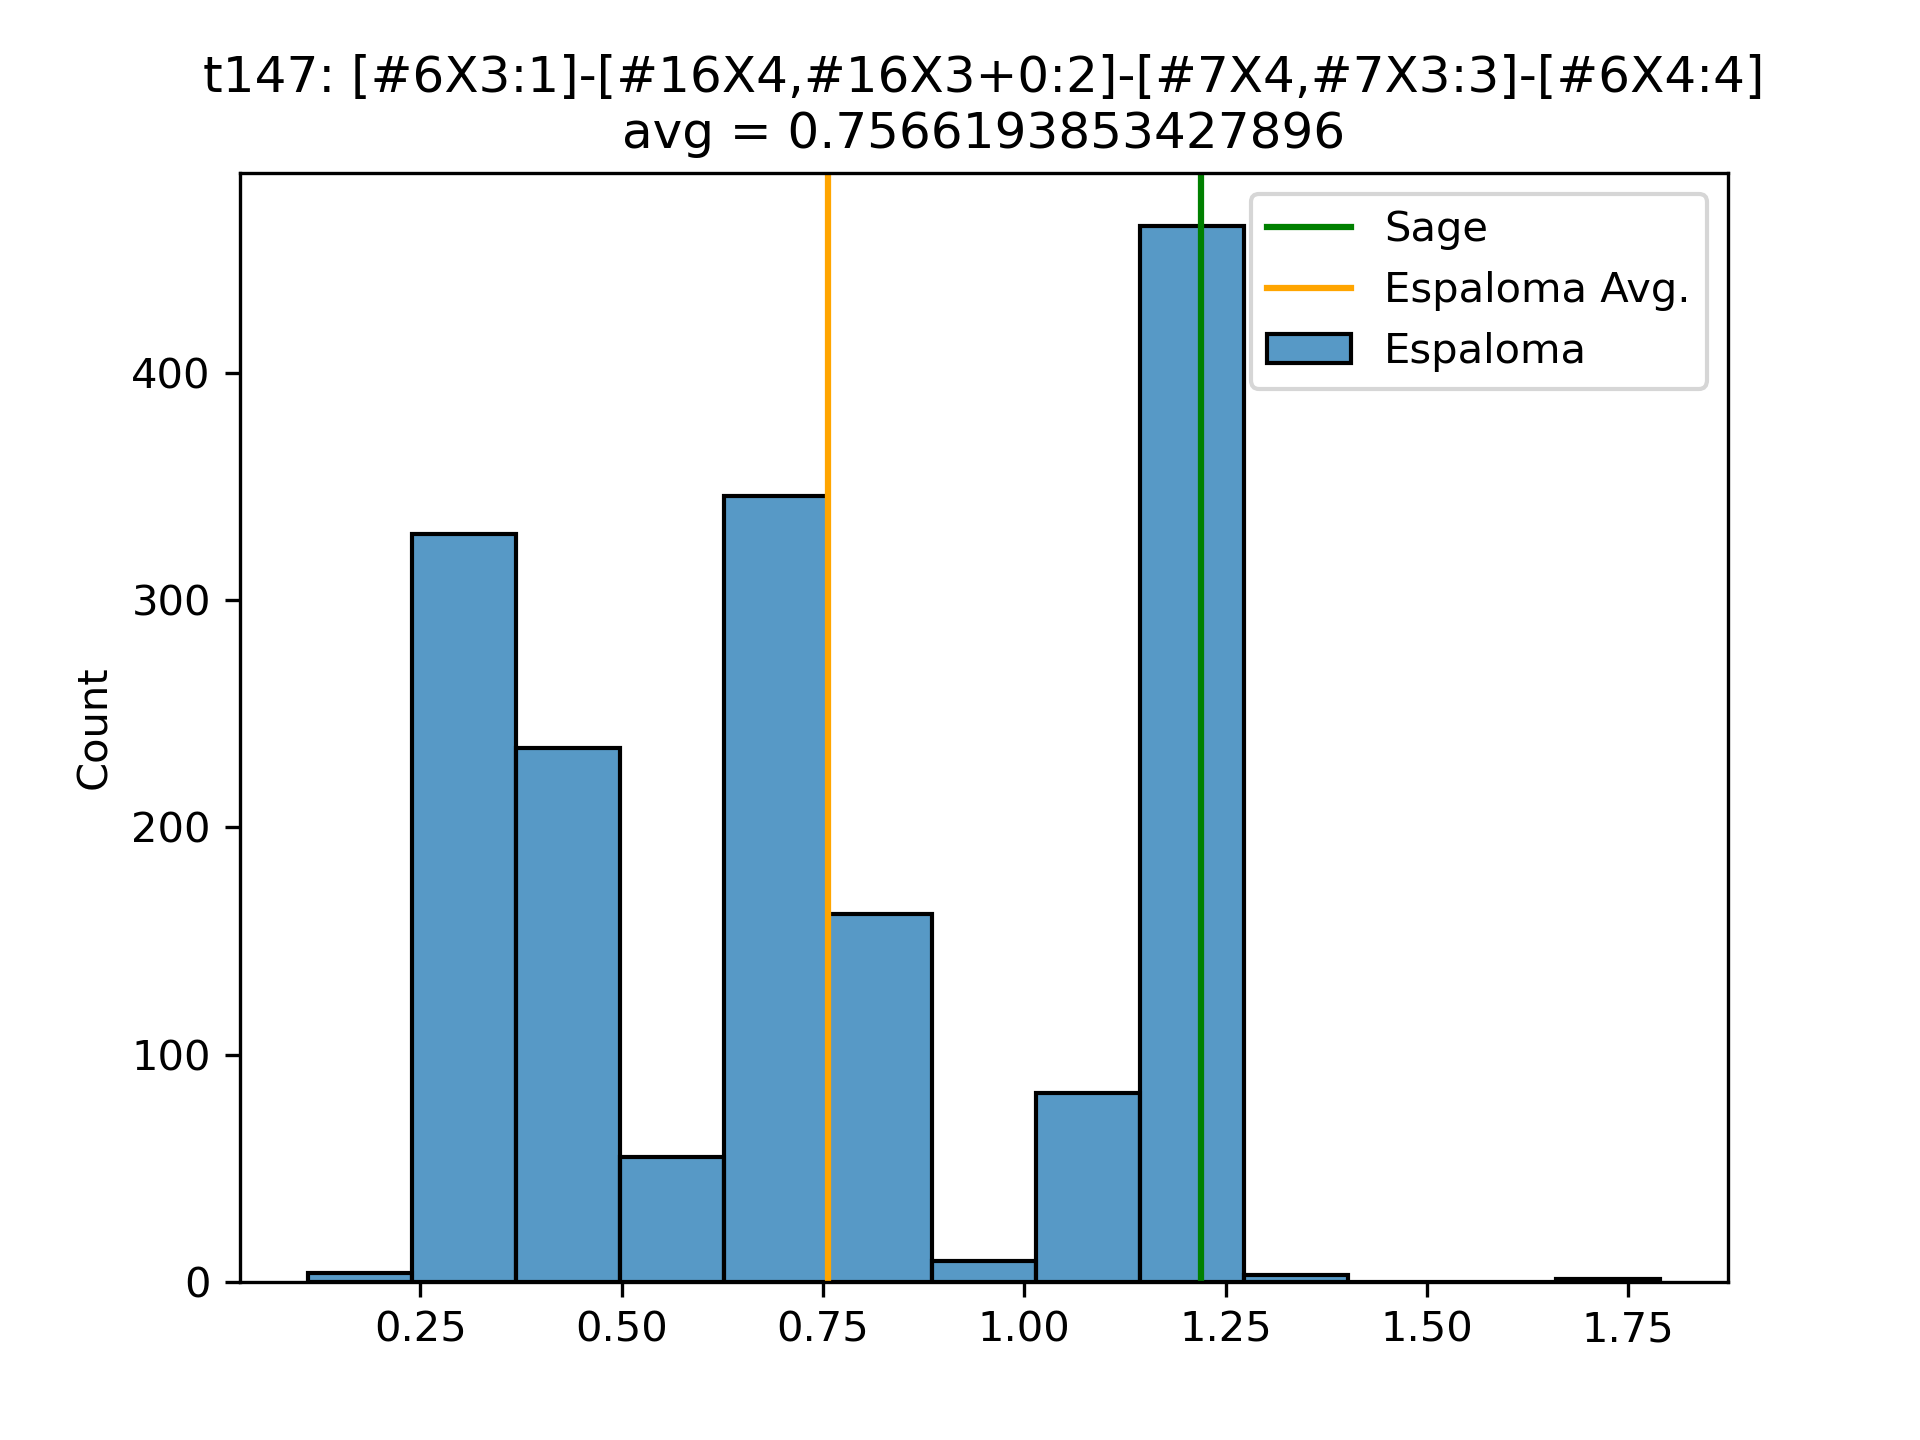 t147: [#6X3:1]-[#16X4,#16X3+0:2]-[#7X4,#7X3:3]-[#6X4:4]
avg = 0.7566193853427896
Sage
Espaloma Avg.
Espaloma
Count
400
300
200
100
0
0.25 0.50 0.75 1.00 1.25 1.50 1.75